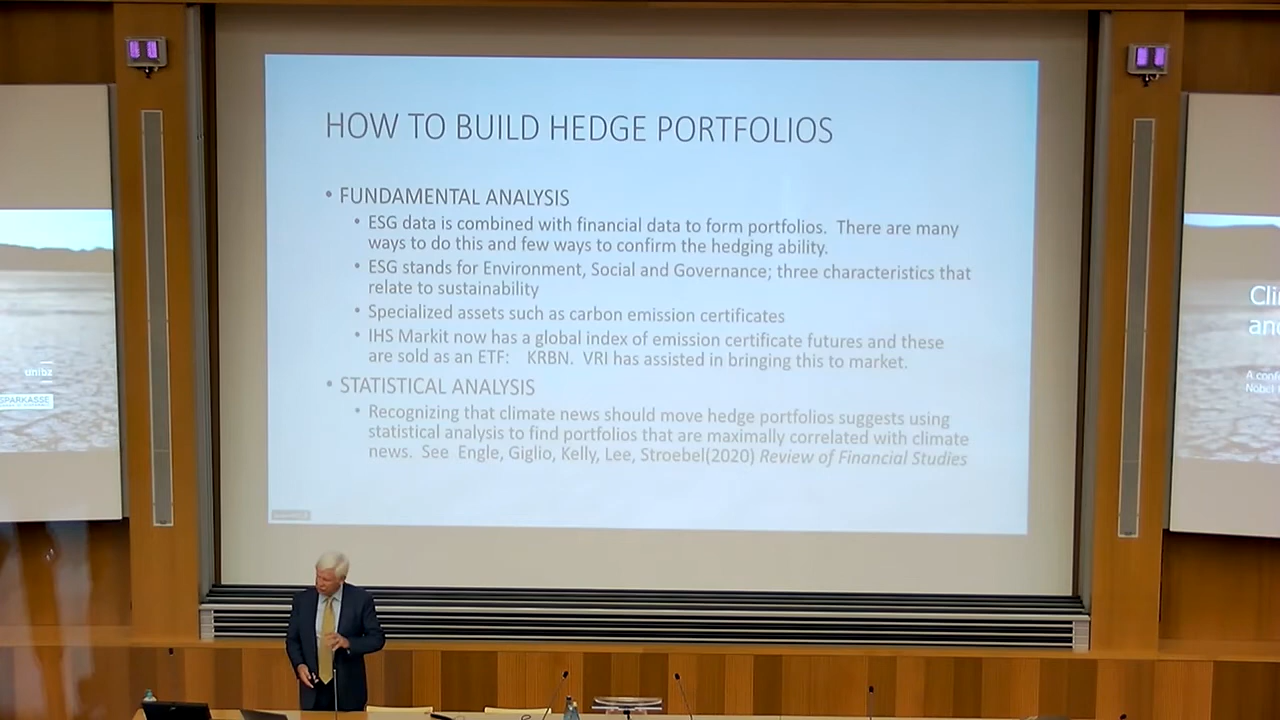 HOW TO BUILD HEDGE PORTFOLIOS
• FUNDAMENTAL ANALYSIS
• ESG data is combined with financial data to form portfolios. There are many
ways to do this and few ways to confirm the hedging ability.
• ESG stands for Environment, Social and Governance; three characteristics that
relate to sustainability
• Specialized assets such as carbon emission certificates
• IHS Markit now has a global index of emission certificate futures and these
are sold as an ETF: KRBN. VRI has assisted in bringing this to market.
• STATISTICAL ANALYSIS
• Recognizing that climate news should move hedge portfolios suggests using
statistical analysis to find portfolios that are maximally correlated with climate
news. See Engle, Giglio, Kelly, Lee, Stroebel(2020) Review of Financial Studies
unibz
SPARKASSE
Cli
an
A conf
Nobel